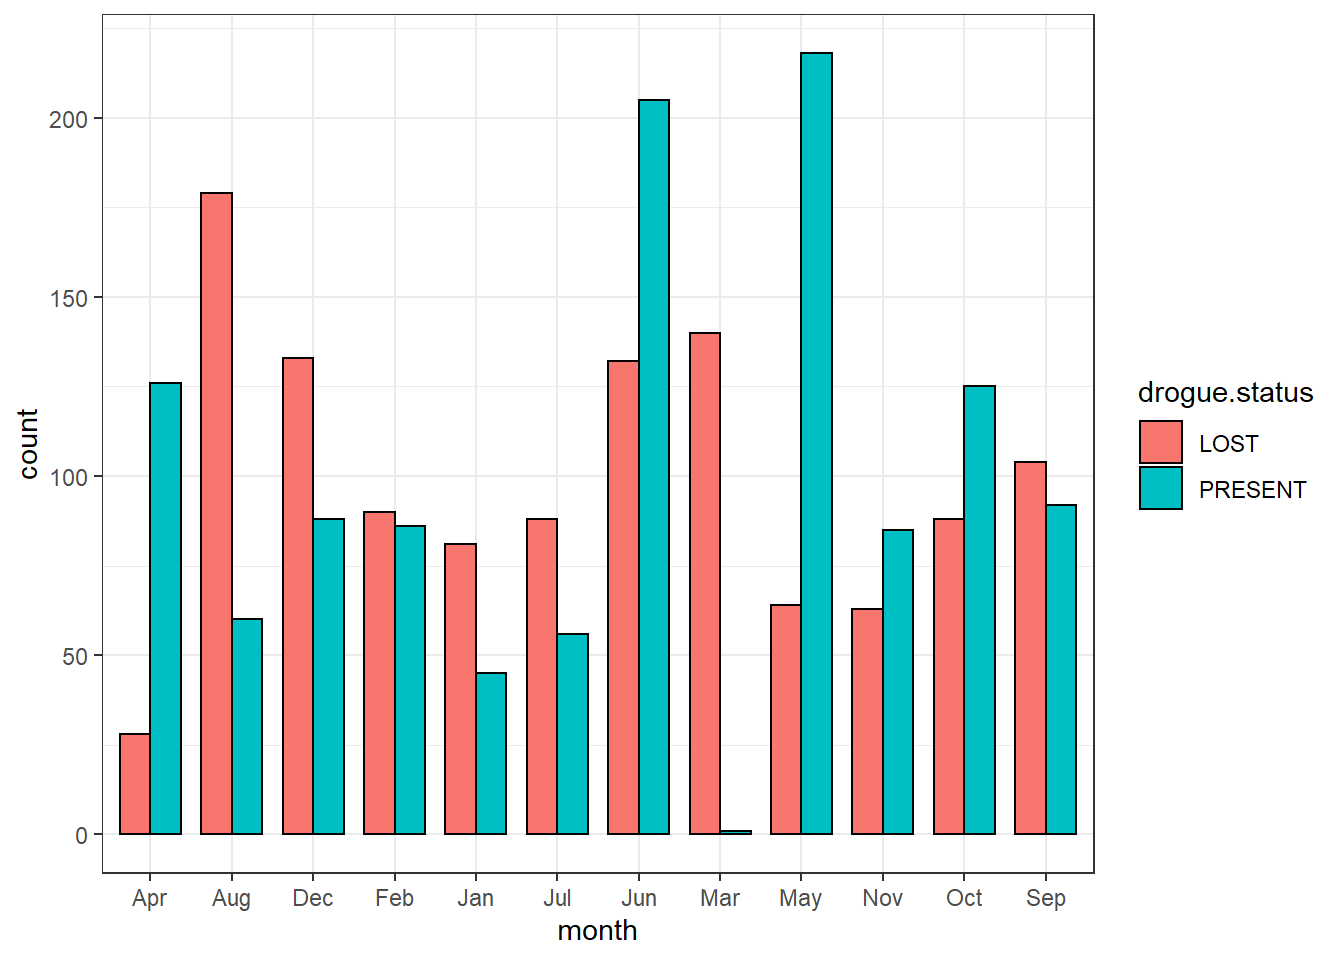 200
150
100
50
0
count
Apr Aug Dec Feb Jan Jul Jun Mar May Nov Oct Sep
month
drogue.status
LOST
PRESENT